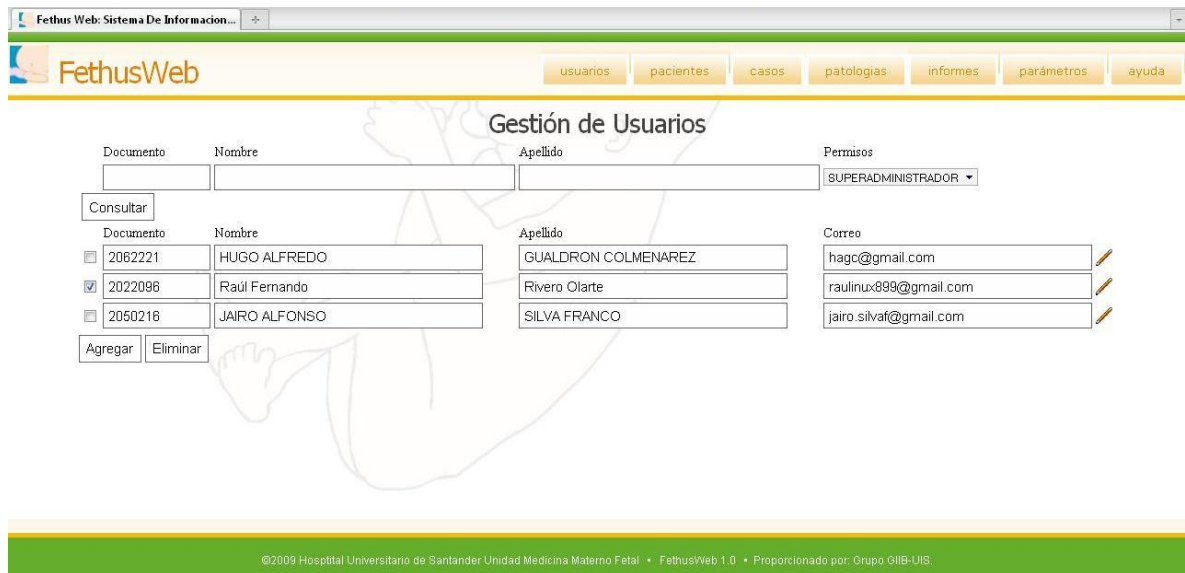 Fethus Web: Sistema De Informacion...
FethusWeb
usuarios pacientes casos patologias informes parámetros ayuda
Gestión de Usuarios
Documento Nombre Apellido Permisos
SUPERADMINISTRADOR
Consultar
Documento Nombre Apellido Correo
2062221 HUGO ALFREDO GUALDRON COLMENAREZ hagc@gmail.com
2022096 Raúl Fernando Rivero Olarte raulinux899@gmail.com
2050216 JAIRO ALFONSO SILVA FRANCO jairo.silvaf@gmail.com
Agregar Eliminar
©2009 Hosptital Universitario de Santander Unidad Medicina Materno Fetal • FethusWeb 1.0 • Proporcionado por: Grupo GIIB-UIS.